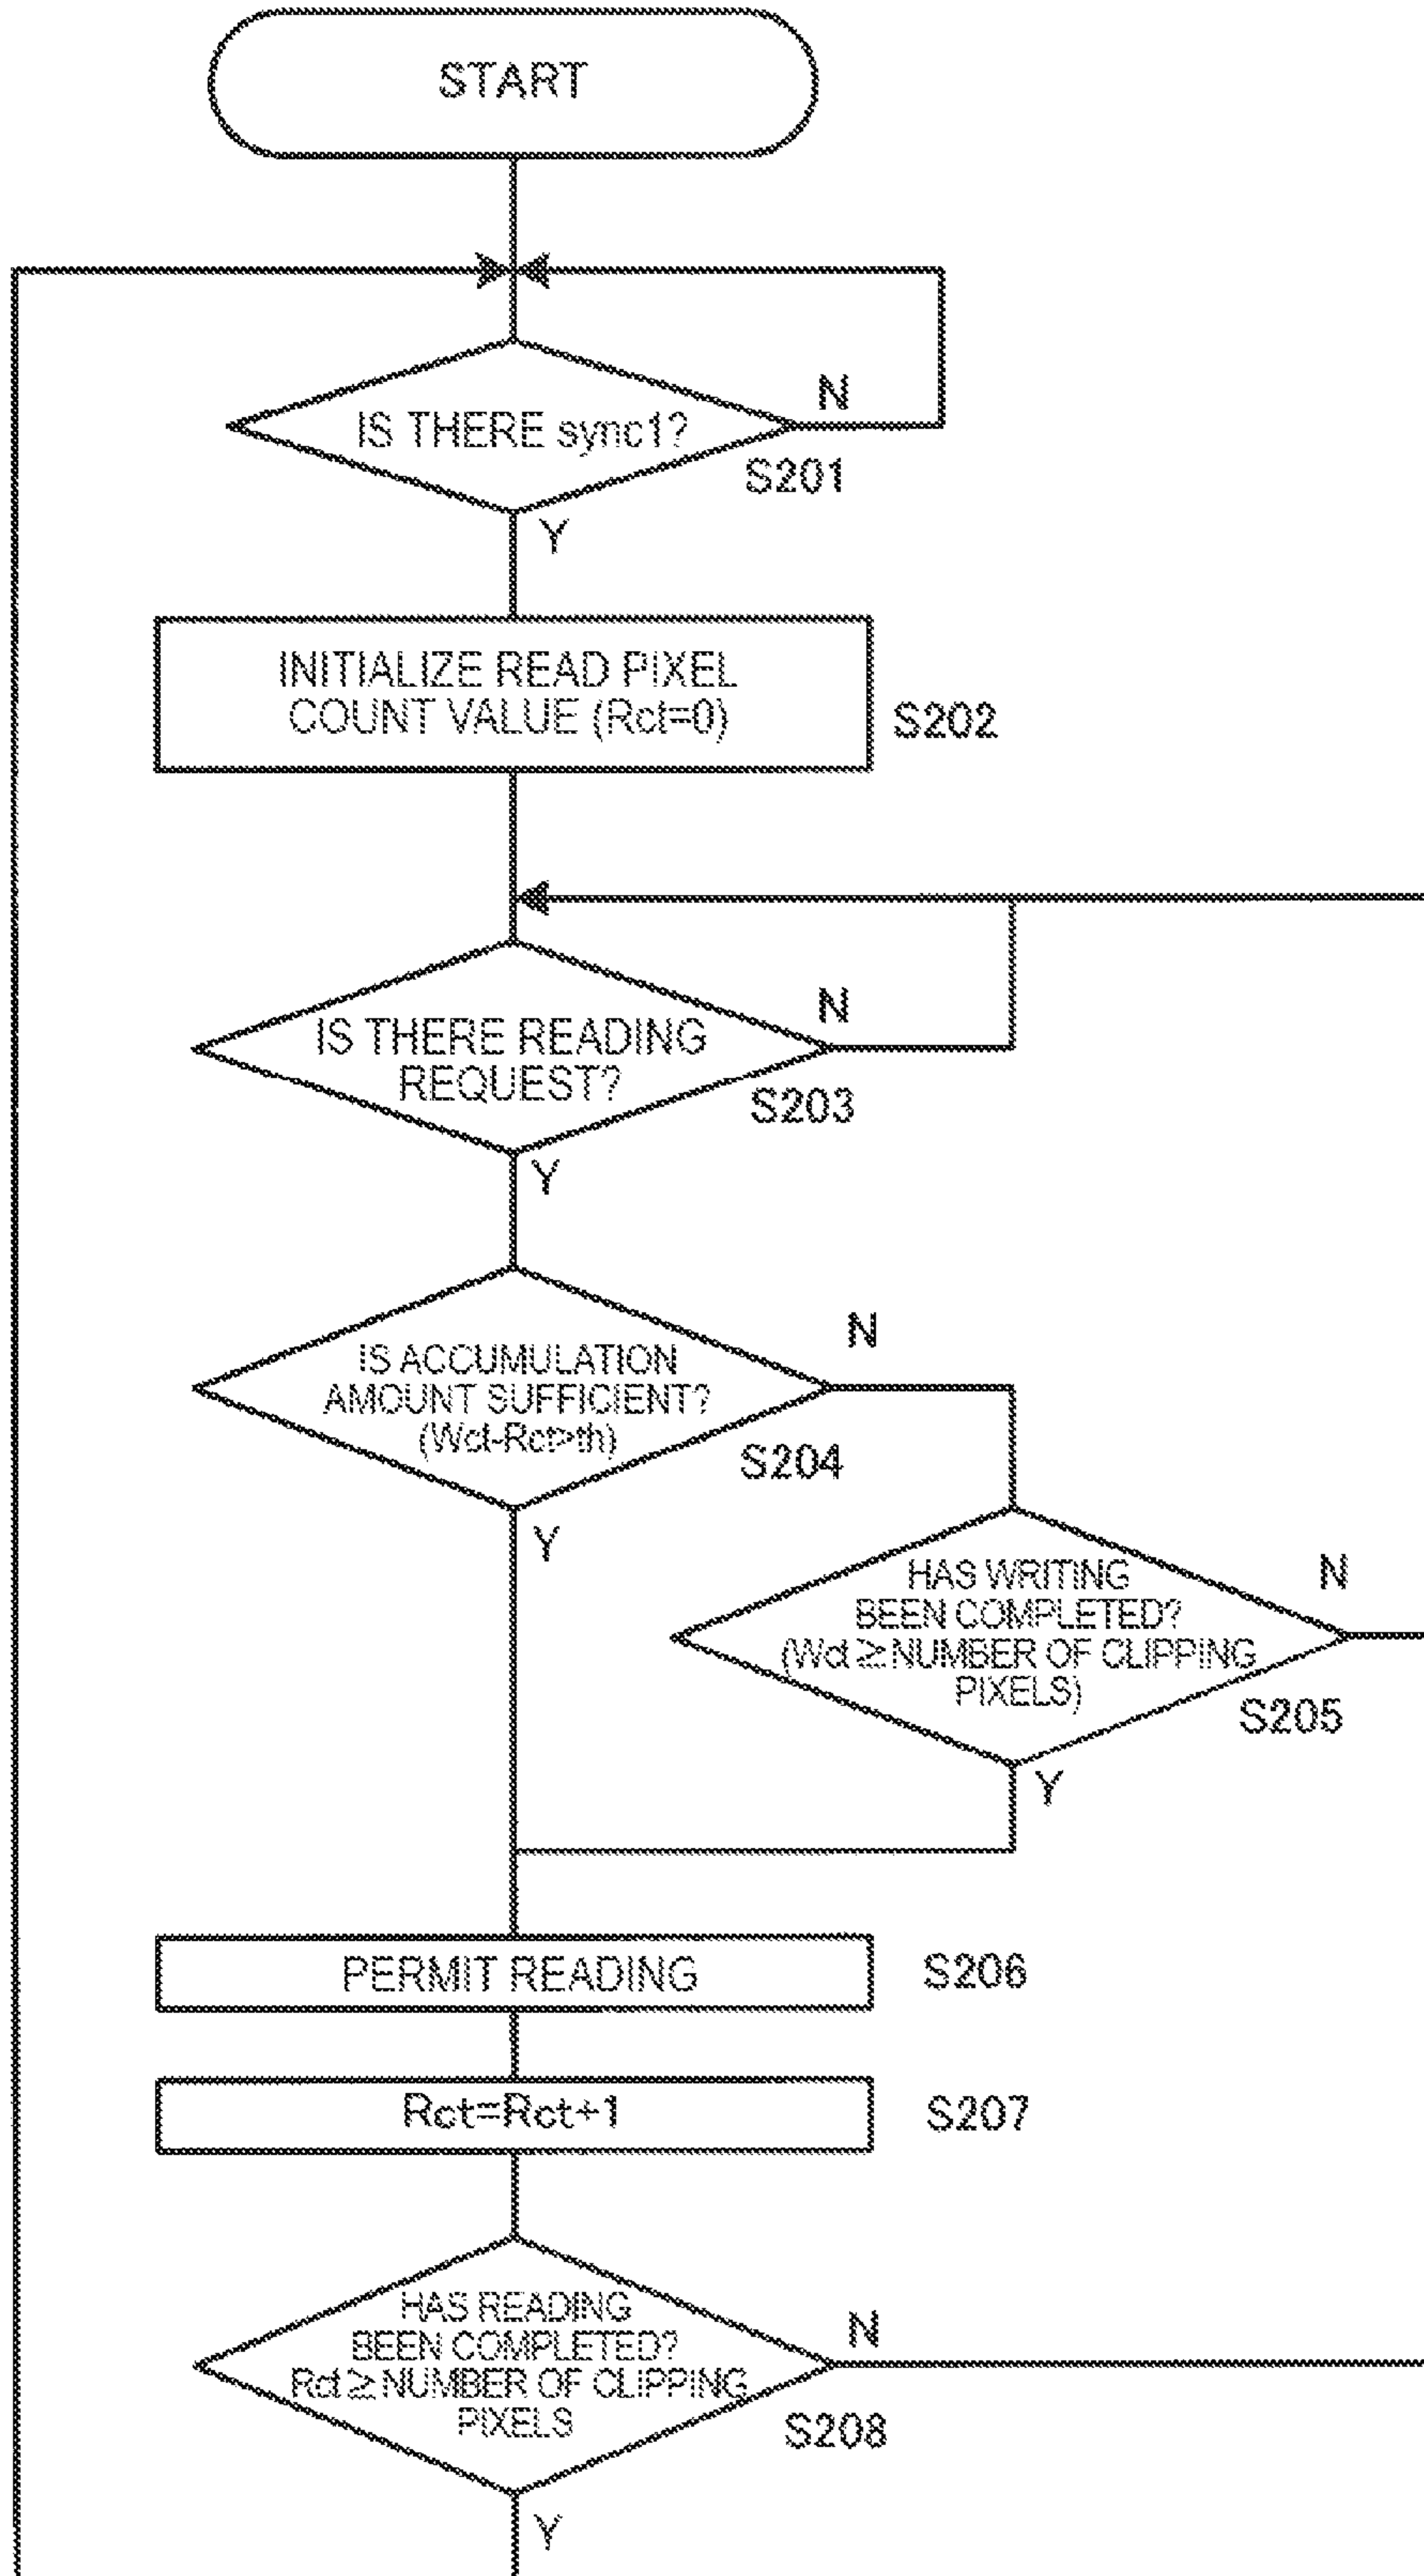 START
IS THERE sync1?
N
S201
Y
INITIALIZE READ PIXEL
COUNT VALUE (Rct=0)
S202
IS THERE READING
REQUEST?
N
S203
Y
IS ACCUMULATION
AMOUNT SUFFICIENT?
(Wct-Rct>th)
N
S204
Y
HAS WRITING
BEEN COMPLETED?
(Wct ≧ NUMBER OF CLIPPING
PIXELS)
N
S205
Y
PERMIT READING
S206
Rct=Rct+1
S207
HAS READING
BEEN COMPLETED?
Rct ≧ NUMBER OF CLIPPING
PIXELS
N
S208
Y